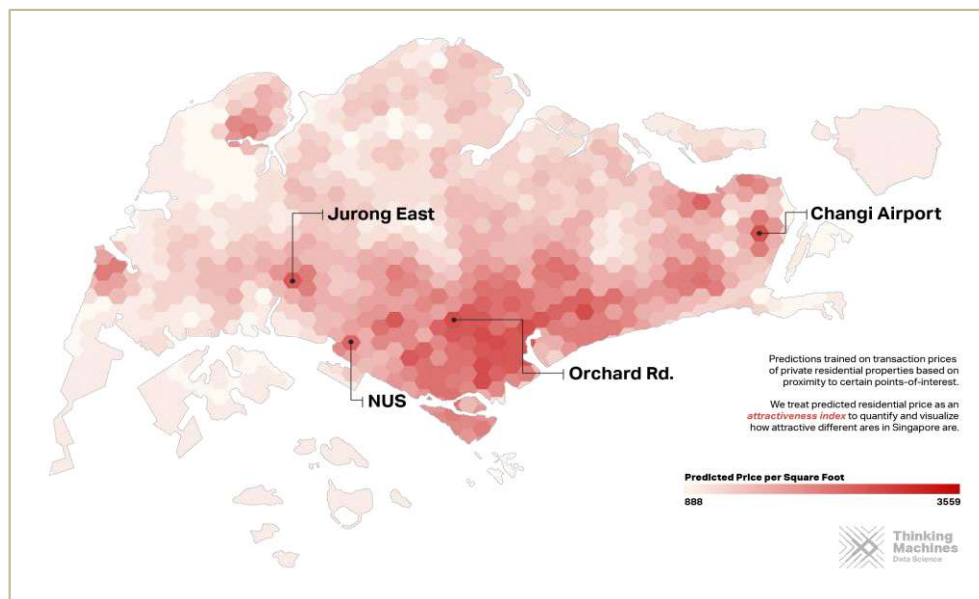 Jurong East
Changi Airport
Orchard Rd.
NUS
Predictions trained on transaction prices
of private residential properties based on
proximity to certain points-of-interest.
We treat predicted residential price as an
attractiveness index to quantify and visualize
how attractive different ares in Singapore are.
Predicted Price per Square Foot
888
3559
Thinking
Machines
Data Science